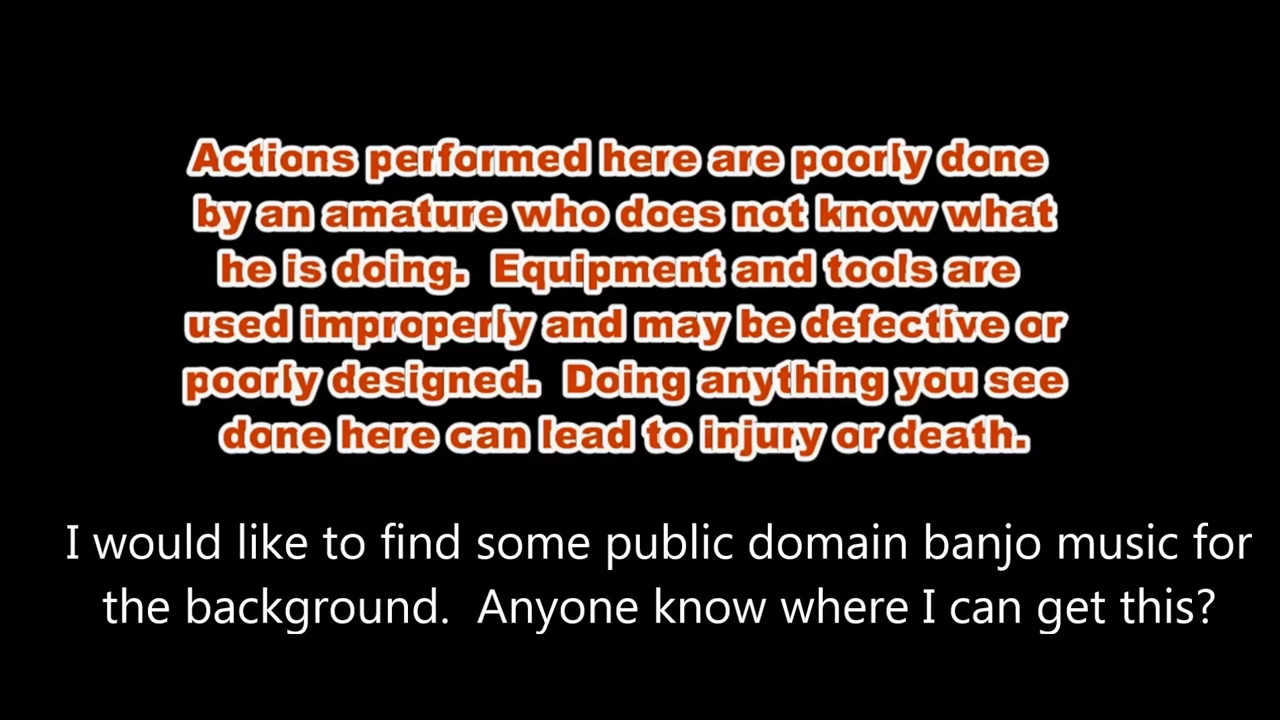 Actions performed here are poorly done
by an amature who does not know what
he is doing.  Equipment and tools are
used improperly and may be defective or
poorly designed.  Doing anything you see
done here can lead to injury or death.
I would like to find some public domain banjo music for
the background.  Anyone know where I can get this?